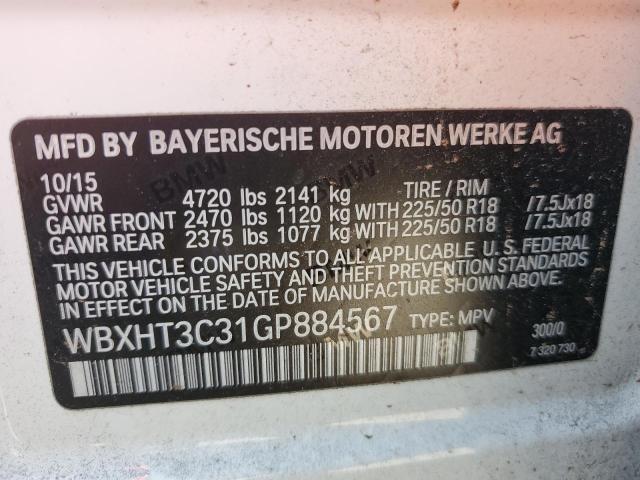 MFD BY BAYERISCHE MOTOREN WERKE AG
10/15 TIRE / RIM
GVWR 4720 lbs 2141 kg
GAWR FRONT 2470 lbs 1120 kg WITH 225/50 R18 /7.5Jx18
GAWR REAR 2375 lbs 1077 kg WITH 225/50 R18 /7.5Jx18
THIS VEHICLE CONFORMS TO ALL APPLICABLE U.S. FEDERAL
MOTOR VEHICLE SAFETY AND THEFT PREVENTION STANDARDS
IN EFFECT ON THE DATE OF MANUFACTURE SHOWN ABOVE.
WBXHT3C31GP884567 TYPE: MPV 300/0
7 320 730